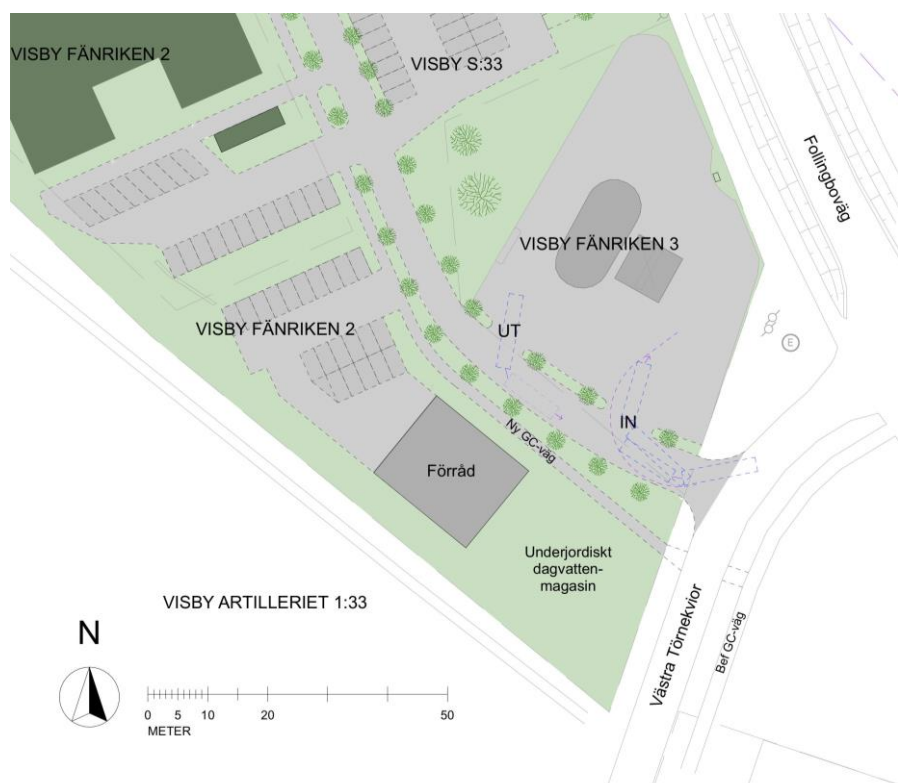 VISBY FÄNRIKEN 2
VISBY S:33
Follingboväg
VISBY FÄNRIKEN 3
VISBY FÄNRIKEN 2
UT
E
IN
Ny GC-väg
Förråd
Underjordiskt
dagvatten-
magasin
VISBY ARTILLERIET 1:33
Västra Törnekvior
Bef GC-väg
N
0 5 10 20 50
METER